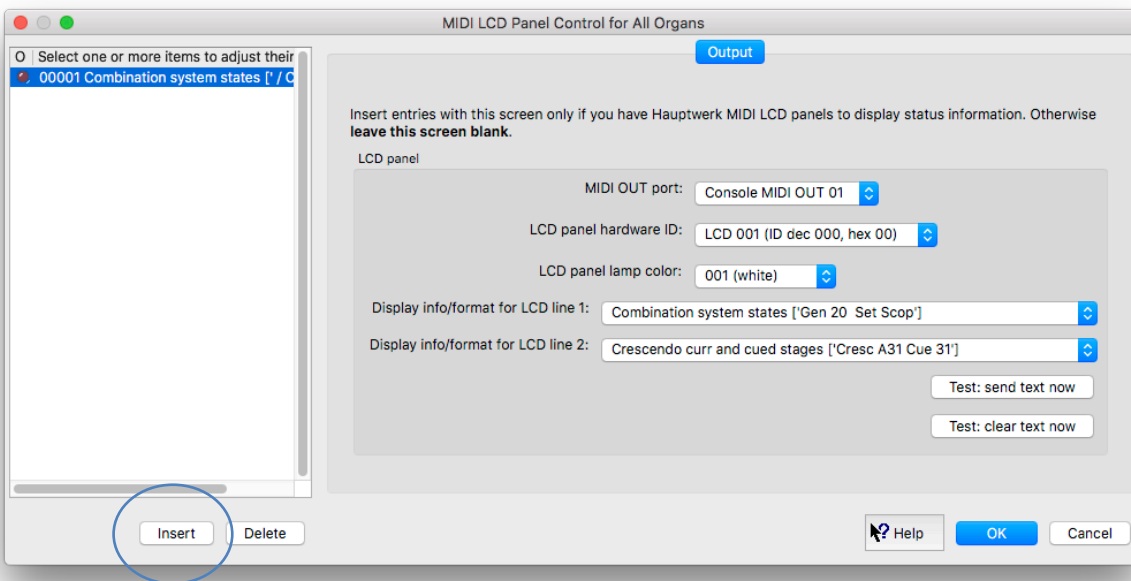 MIDI LCD Panel Control for All Organs
O Select one or more items to adjust their
00001 Combination system states [' / C
Output
Insert entries with this screen only if you have Hauptwerk MIDI LCD panels to display status information. Otherwise
leave this screen blank.
LCD panel
MIDI OUT port: Console MIDI OUT 01
LCD panel hardware ID: LCD 001 (ID dec 000, hex 00)
LCD panel lamp color: 001 (white)
Display info/format for LCD line 1: Combination system states ['Gen 20 Set Scop']
Display info/format for LCD line 2: Crescendo curr and cued stages ['Cresc A31 Cue 31']
Test: send text now
Test: clear text now
Insert Delete ? Help OK Cancel